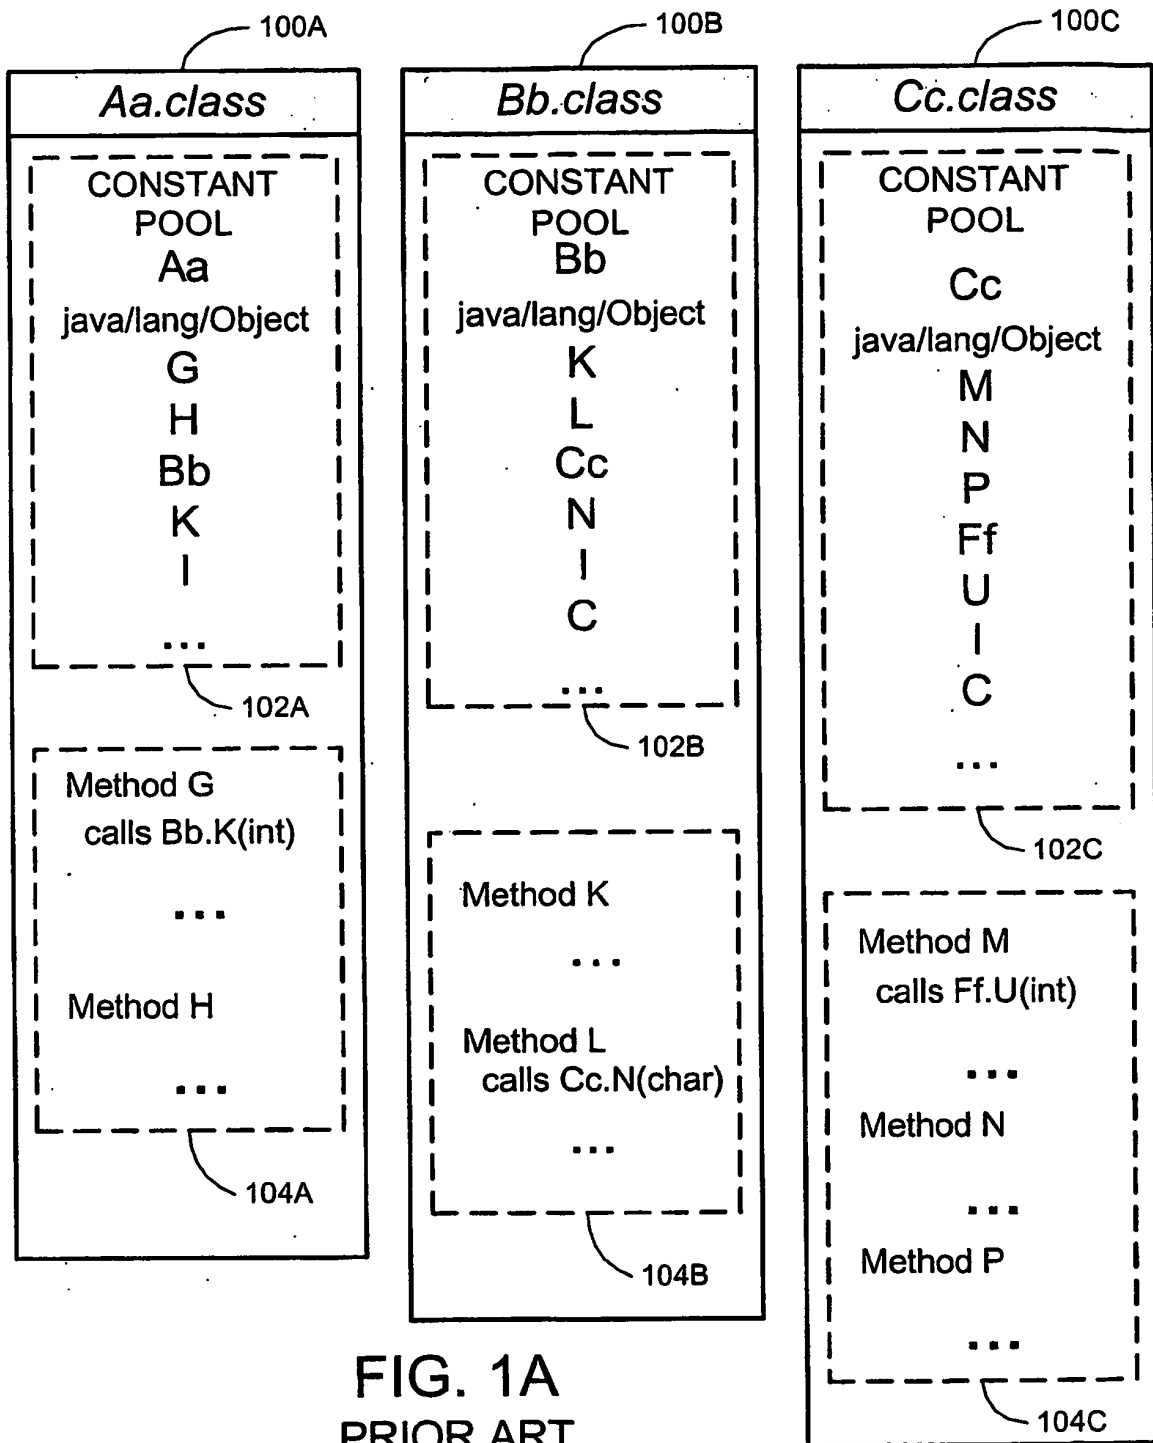 100A
Aa.class
CONSTANT
POOL
Aa
java/lang/Object
G
H
Bb
K
I
...
102A
Method G
calls Bb.K(int)
...
Method H
...
104A
100B
Bb.class
CONSTANT
POOL
Bb
java/lang/Object
K
L
Cc
N
I
C
...
102B
Method K
...
Method L
calls Cc.N(char)
...
104B
100C
Cc.class
CONSTANT
POOL
Cc
java/lang/Object
M
N
P
Ff
U
I
C
...
102C
Method M
calls Ff.U(int)
...
Method N
...
Method P
...
104C
FIG. 1A
PRIOR ART